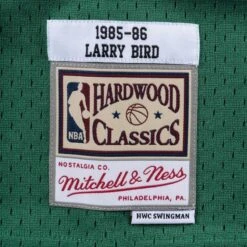 1985-86
LARRY BIRD
HARDWOOD
NBA
CLASSICS
NOSTALGIA CO.
Mitchell & Ness
PHILADELPHIA, PA.
HWC SWINGMAN